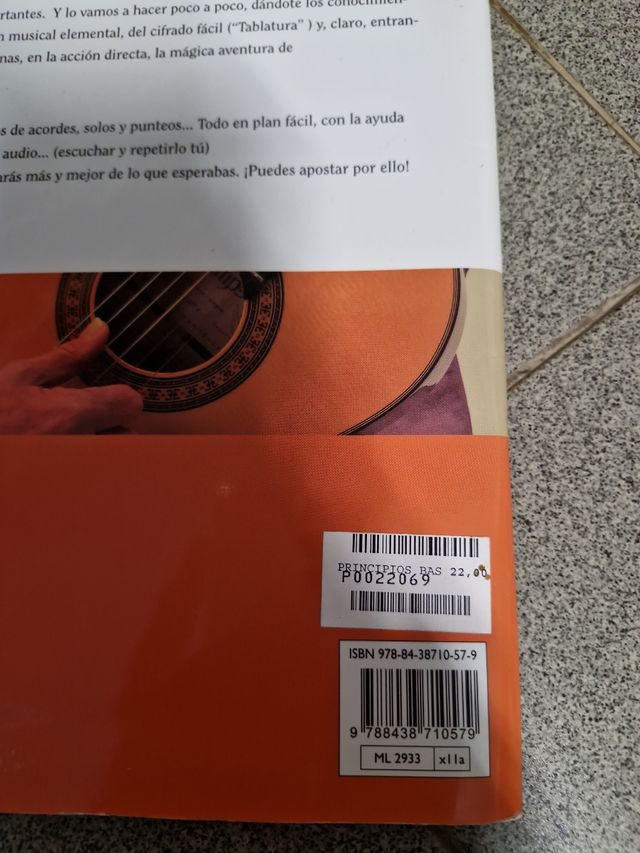 rtantes. Y lo vamos a hacer poco a poco, dándote los conocimien-
n musical elemental, del cifrado fácil (“Tablatura” ) y, claro, entran-
nas, en la acción directa, la mágica aventura de
s de acordes, solos y punteos... Todo en plan fácil, con la ayuda
audio... (escuchar y repetirlo tú)
arás más y mejor de lo que esperabas. ¡Puedes apostar por ello!
PRINCIPIOS BAS 22,00
P0022069
ISBN 978-84-38710-57-9
9 788438 710579
ML 2933 x11a